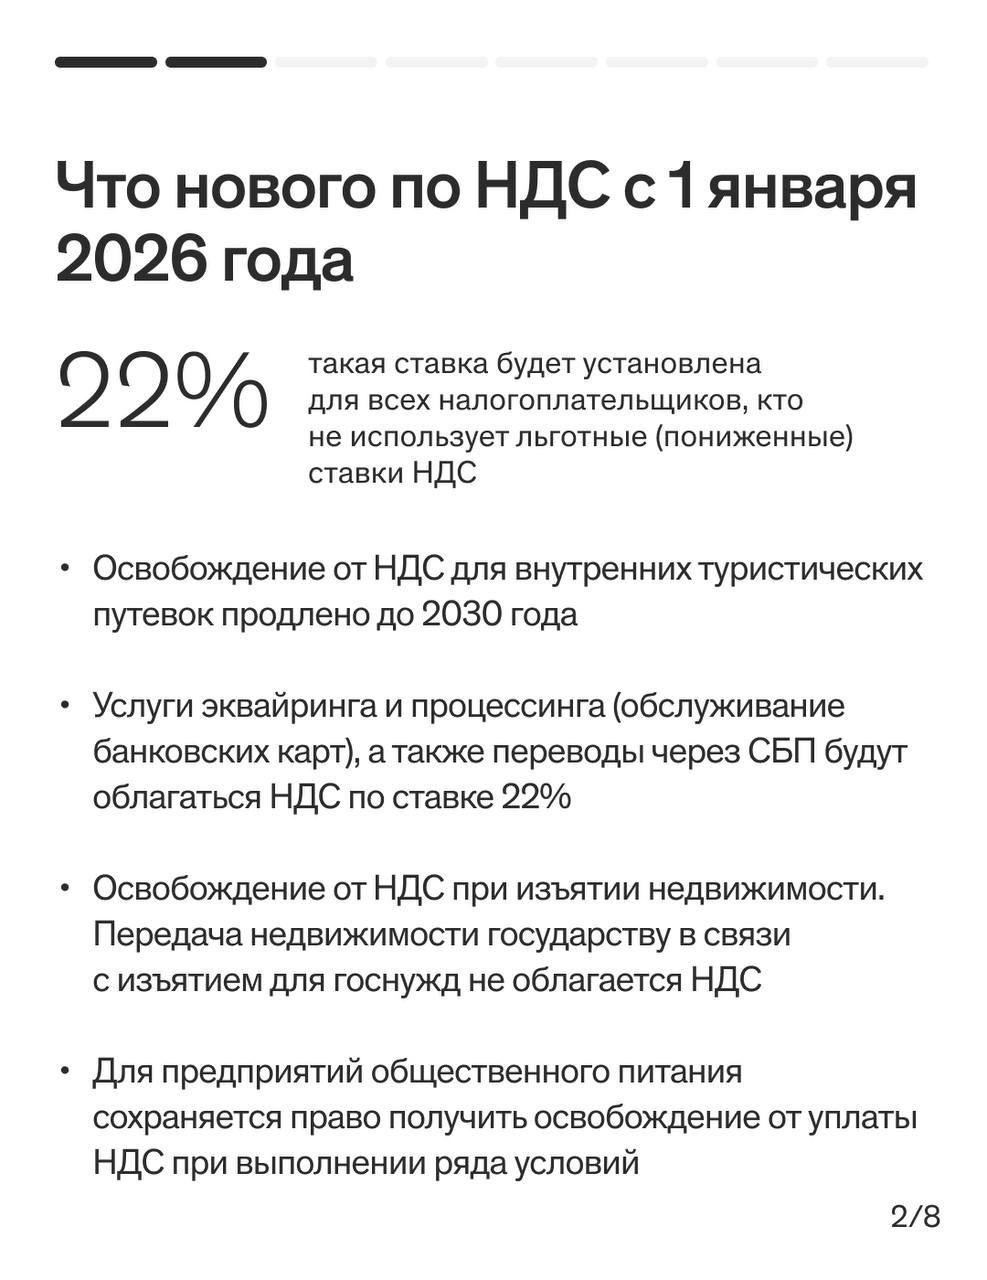 Что нового по НДС с 1 января
2026 года
22%
такая ставка будет установлена
для всех налогоплательщиков, кто
не использует льготные (пониженные)
ставки НДС
• Освобождение от НДС для внутренних туристических
путевок продлено до 2030 года
• Услуги эквайринга и процессинга (обслуживание
банковских карт), а также переводы через СБП будут
облагаться НДС по ставке 22%
• Освобождение от НДС при изъятии недвижимости.
Передача недвижимости государству в связи
с изъятием для госнужд не облагается НДС
• Для предприятий общественного питания
сохраняется право получить освобождение от уплаты
НДС при выполнении ряда условий
2/8